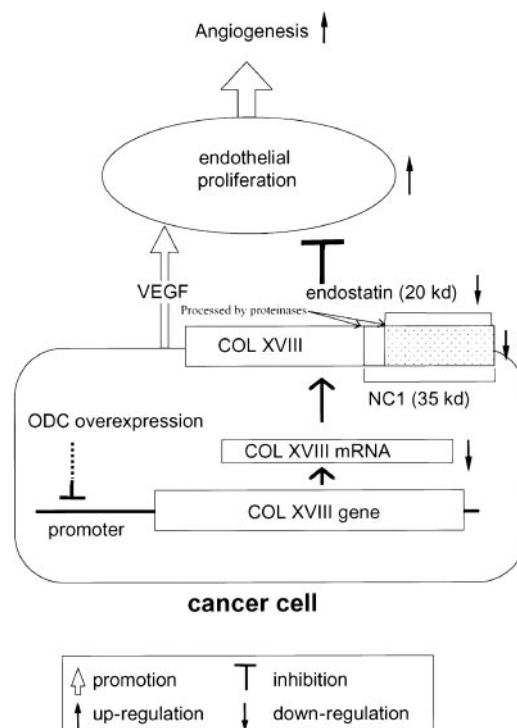 Angiogenesis
endothelial
proliferation
VEGF
endostatin (20 kd)
Processed by proteinases
COL XVIII
NC1 (35 kd)
ODC overexpression
COL XVIII mRNA
COL XVIII gene
promoter
cancer cell
promotion
inhibition
up-regulation
down-regulation